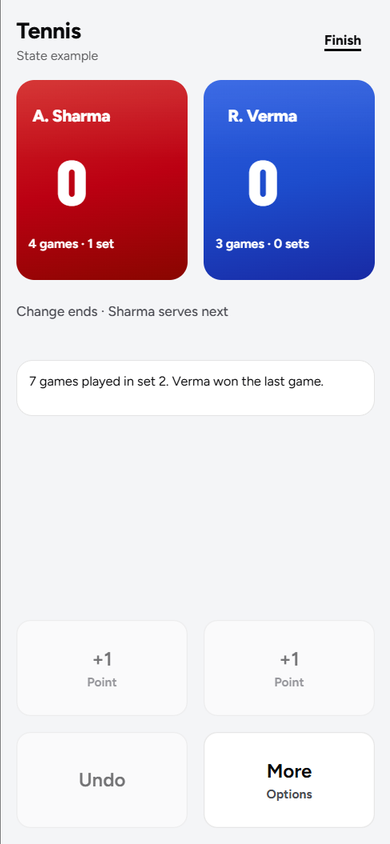 Tennis
State example
Finish
A. Sharma
0
4 games · 1 set
R. Verma
0
3 games · 0 sets
Change ends · Sharma serves next
7 games played in set 2. Verma won the last game.
+1
Point
+1
Point
Undo
More
Options